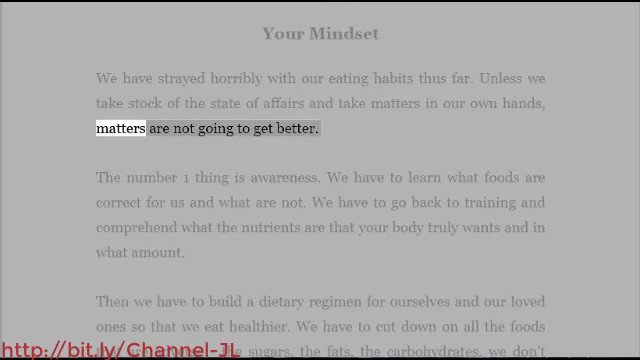 Your Mindset
We have strayed horribly with our eating habits thus far. Unless we
take stock of the state of affairs and take matters in our own hands,
matters are not going to get better.
The number 1 thing is awareness. We have to learn what foods are
correct for us and what are not. We have to go back to training and
comprehend what the nutrients are that your body truly wants and in
what amount.
Then we have to build a dietary regimen for ourselves and our loved
ones so that we eat healthier. We have to cut down on all the foods
sugars, the fats, the carbohydrates, we don't
http://bit.ly/Channel-JL